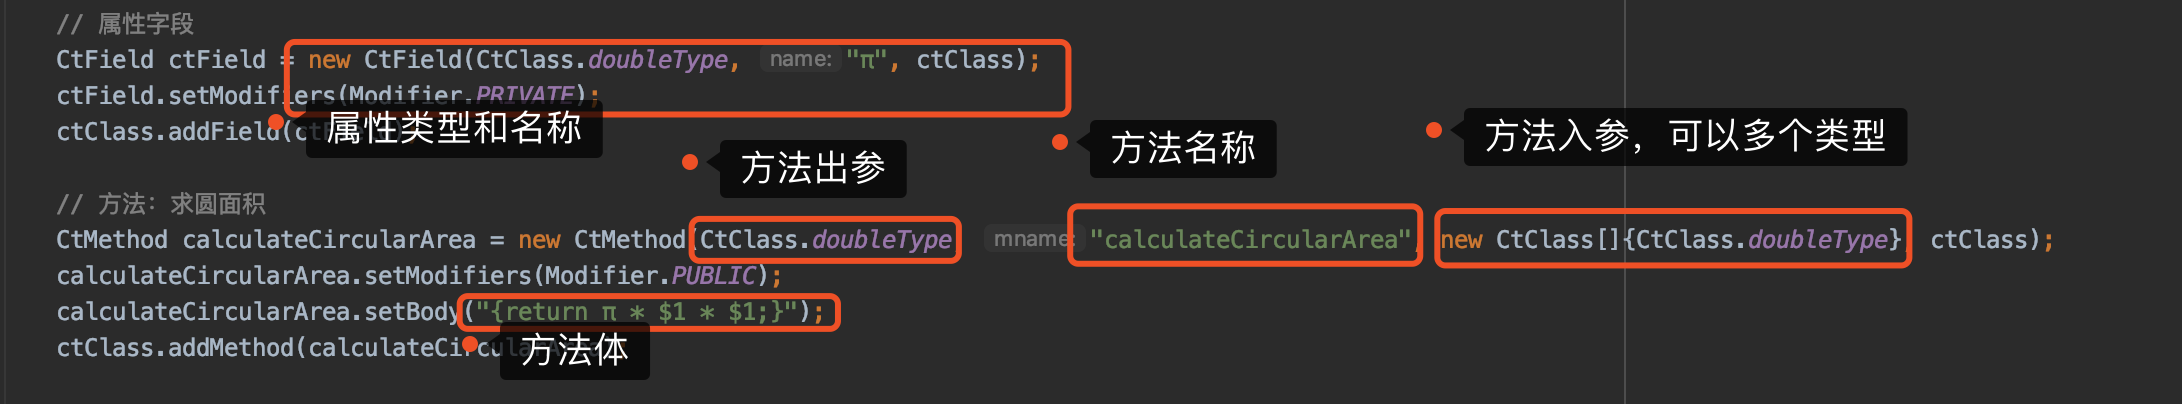 // 属性字段
CtField ctField = new CtField(CtClass.doubleType, name: "π", ctClass);
ctField.setModifiers(Modifier.PRIVATE);
ctClass.addField(ct
属性类型和名称
方法出参
方法名称
方法入参，可以多个类型
// 方法：求圆面积
CtMethod calculateCircularArea = new CtMethod(CtClass.doubleType mname: "calculateCircularArea", new CtClass[]{CtClass.doubleType}, ctClass);
calculateCircularArea.setModifiers(Modifier.PUBLIC);
calculateCircularArea.setBody("{return π * $1 * $1;}");
ctClass.addMethod(calculateCircular
方法体